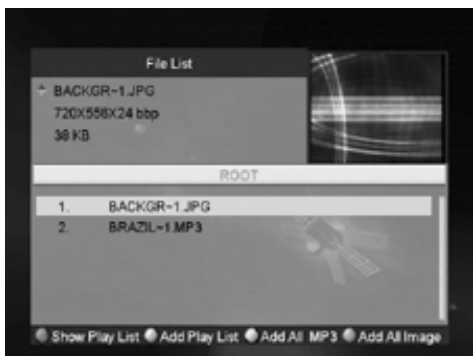 File List
BACKGR~1.JPG
720X556X24 bbp
38 KB
ROOT
1. BACKGR~1.JPG
2. BRAZIL~1.MP3
Show Play List Add Play List Add All MP3 Add All Image